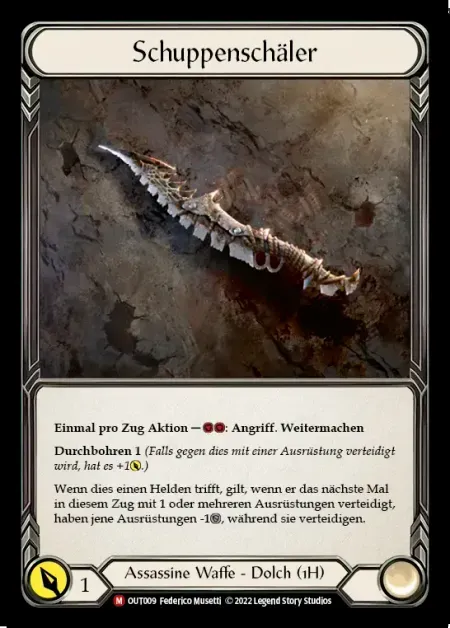 Schuppenschäler
Einmal pro Zug Aktion — : Angriff. Weitermachen
Durchbohren 1 (Falls gegen dies mit einer Ausrüstung verteidigt
wird, hat es +1.)
Wenn dies einen Helden trifft, gilt, wenn er das nächste Mal
in diesem Zug mit 1 oder mehreren Ausrüstungen verteidigt,
haben jene Ausrüstungen -1, während sie verteidigen.
1
Assassine Waffe - Dolch (1H)
M OUT009 Federico Musetti © 2022 Legend Story Studios